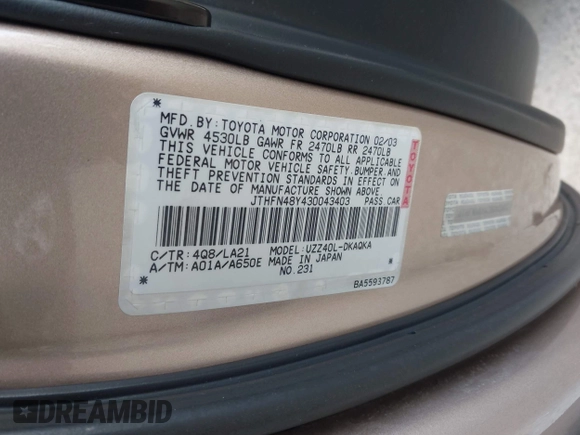 MFD.BY:TOYOTA MOTOR CORPORATION 02/03
GVWR 4530LB GAWR FR 2470LB RR 2470LB
THIS VEHICLE CONFORMS TO ALL APPLICABLE
FEDERAL MOTOR VEHICLE SAFETY,BUMPER,AND
THEFT PREVENTION STANDARDS IN EFFECT ON
THE DATE OF MANUFACTURE SHOWN ABOVE.
JTHFN48Y430043403 PASS.CAR
TOYOTA
C/TR:4Q8/LA21 MODEL:UZZ40L-DKAQKA
A/TM:A01A/A650E MADE IN JAPAN
NO.231
BA5593787
DREAMBID